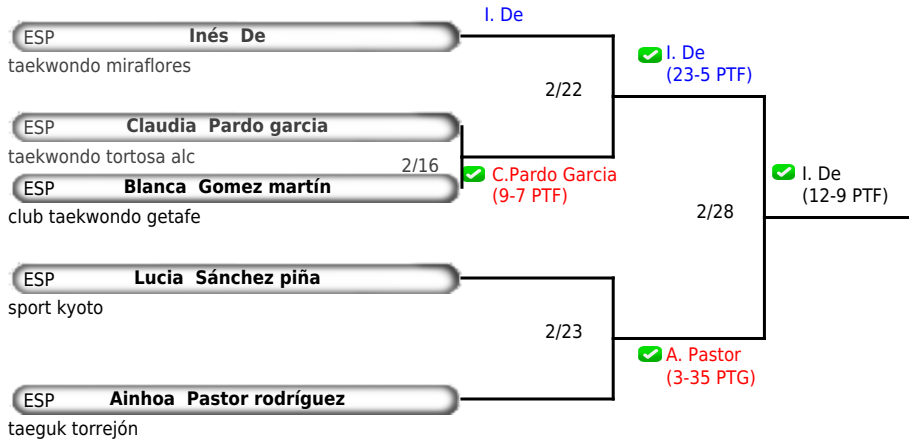 I. De
ESP Inés De
taekwondo miraflores
I. De
(23-5 PTF)
2/22
ESP Claudia Pardo garcia
taekwondo tortosa alc
2/16
C.Pardo Garcia
(9-7 PTF)
I. De
(12-9 PTF)
ESP Blanca Gomez martín
club taekwondo getafe
2/28
ESP Lucia Sánchez piña
sport kyoto
2/23
A. Pastor
(3-35 PTG)
ESP Ainhoa Pastor rodríguez
taeguk torrejón